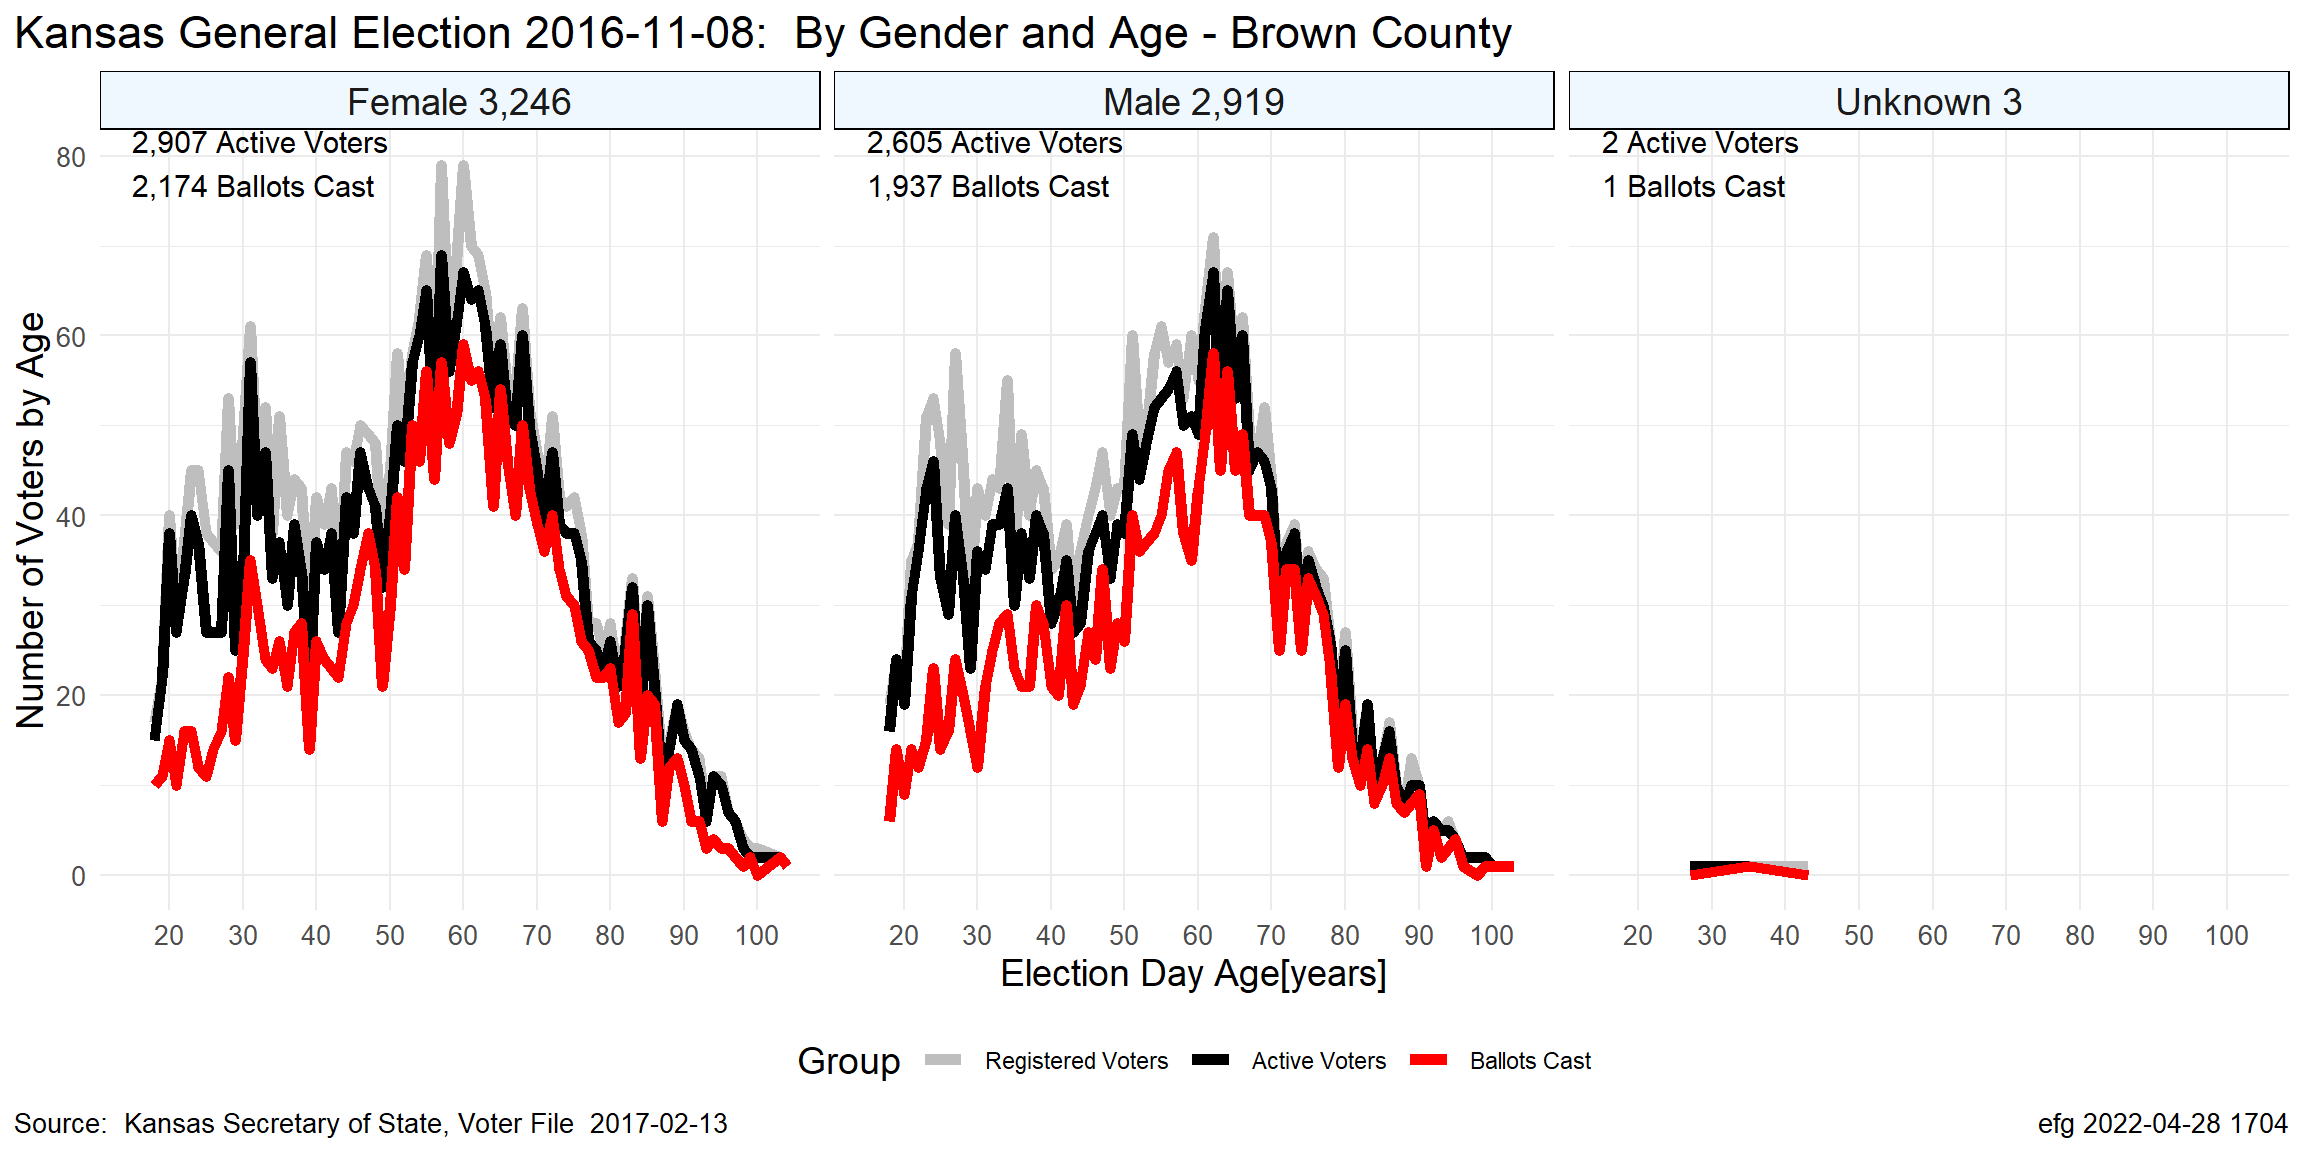 Kansas General Election 2016-11-08:  By Gender and Age - Brown County
Female 3,246
Male 2,919
Unknown 3
2,907 Active Voters
2,174 Ballots Cast
2,605 Active Voters
1,937 Ballots Cast
2 Active Voters
1 Ballots Cast
Number of Voters by Age
80
60
40
20
0
20 30 40 50 60 70 80 90 100
20 30 40 50 60 70 80 90 100
20 30 40 50 60 70 80 90 100
Election Day Age[years]
Group Registered Voters Active Voters Ballots Cast
Source:  Kansas Secretary of State, Voter File  2017-02-13
efg 2022-04-28 1704